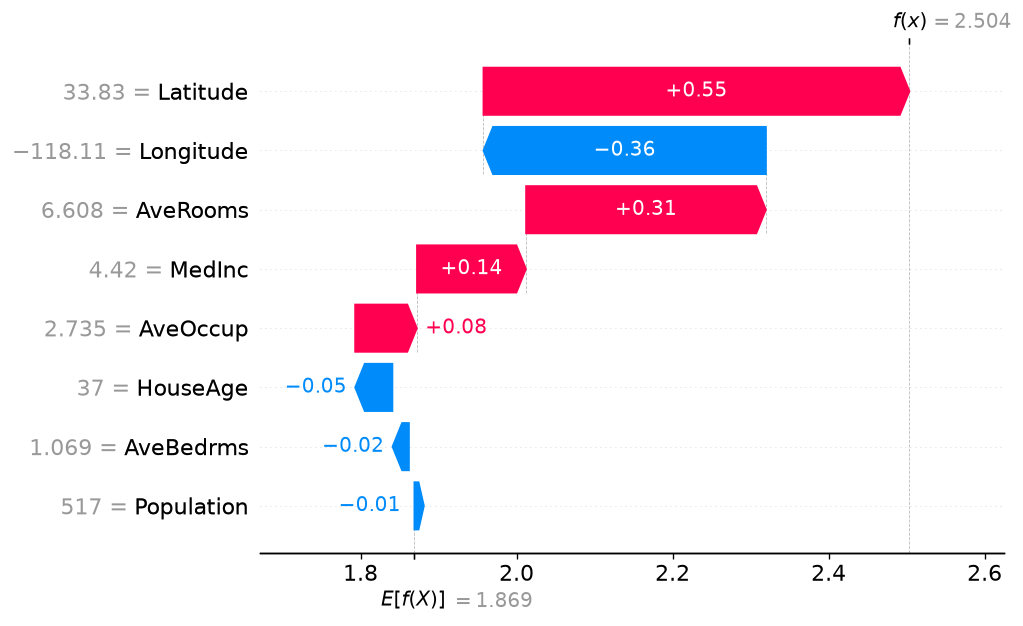 f(x) = 2.504
33.83 = Latitude
+0.55
−118.11 = Longitude
−0.36
6.608 = AveRooms
+0.31
4.42 = MedInc
+0.14
2.735 = AveOccup
+0.08
37 = HouseAge
−0.05
1.069 = AveBedrms
−0.02
517 = Population
−0.01
1.8 2.0 2.2 2.4 2.6
E[f(X)] = 1.869